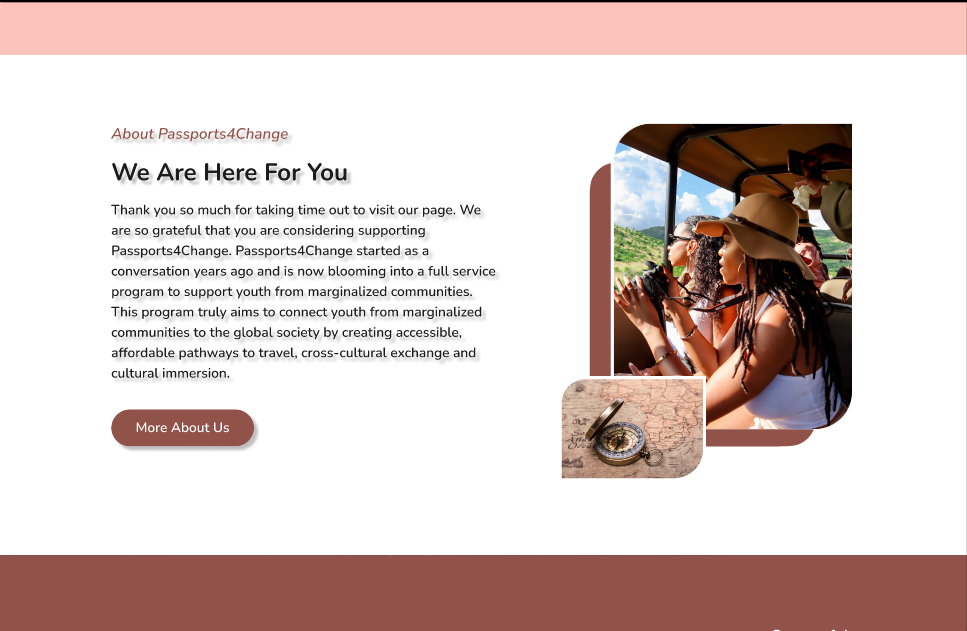 About Passports4Change
We Are Here For You
Thank you so much for taking time out to visit our page. We
are so grateful that you are considering supporting
Passports4Change. Passports4Change started as a
conversation years ago and is now blooming into a full service
program to support youth from marginalized communities.
This program truly aims to connect youth from marginalized
communities to the global society by creating accessible,
affordable pathways to travel, cross-cultural exchange and
cultural immersion.
More About Us